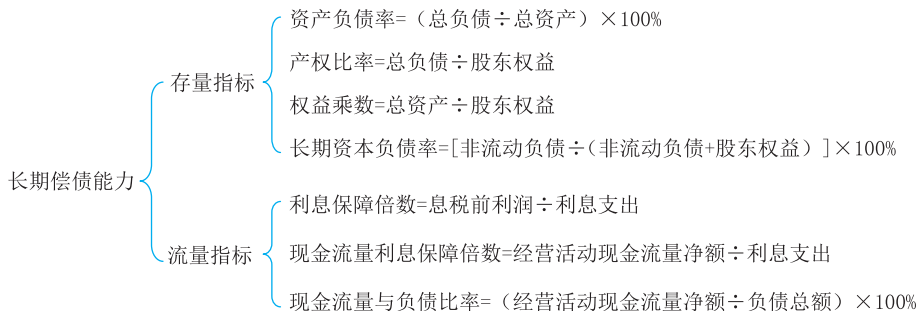 长期偿债能力
存量指标
资产负债率=（总负债÷总资产）×100%
产权比率=总负债÷股东权益
权益乘数=总资产÷股东权益
长期资本负债率=[非流动负债÷（非流动负债+股东权益）]×100%
流量指标
利息保障倍数=息税前利润÷利息支出
现金流量利息保障倍数=经营活动现金流量净额÷利息支出
现金流量与负债比率=（经营活动现金流量净额÷负债总额）×100%